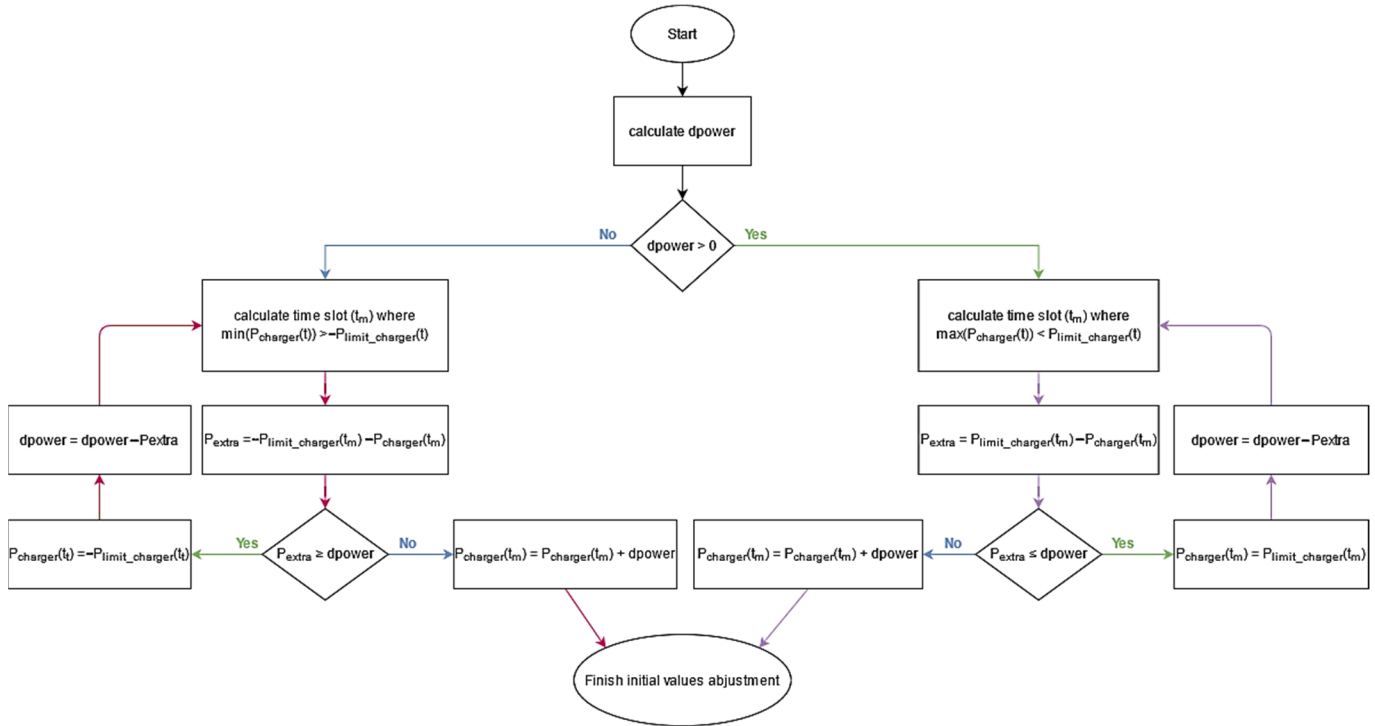 Start
calculate dpower
dpower > 0
No
Yes
calculate time slot (tm) where
min(Pcharger(t)) >−Plimit_charger(t)
calculate time slot (tm) where
max(Pcharger(t)) < Plimit_charger(t)
dpower = dpower−Pextra
Pextra =−Plimit_charger(tm)−Pcharger(tm)
Pextra = Plimit_charger(tm)−Pcharger(tm)
dpower = dpower−Pextra
Pcharger(tt) =−Plimit_charger(tt)
Yes
Pextra ≥ dpower
No
Pcharger(tm) = Pcharger(tm) + dpower
Pcharger(tm) = Pcharger(tm) + dpower
No
Pextra ≤ dpower
Yes
Pcharger(tm) = Plimit_charger(tm)
Finish initial values abjustment